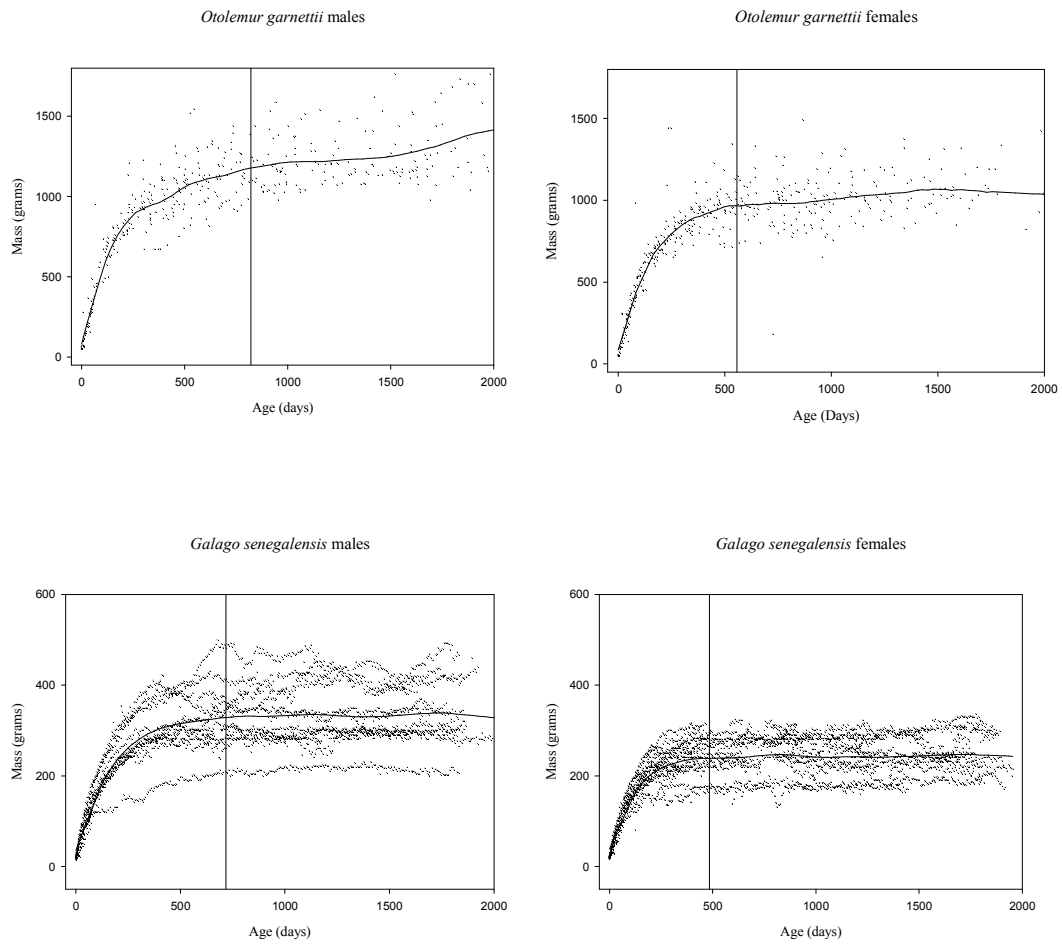 Otolemur garnettii males
Otolemur garnettii females
Mass (grams)
1500
1000
500
0
0 500 1000 1500 2000
Age (days)
Mass (grams)
1500
1000
500
0
0 500 1000 1500 2000
Age (Days)
Galago senegalensis males
Galago senegalensis females
Mass (grams)
600
400
200
0
0 500 1000 1500 2000
Age (days)
Mass (grams)
600
400
200
0
0 500 1000 1500 2000
Age (days)